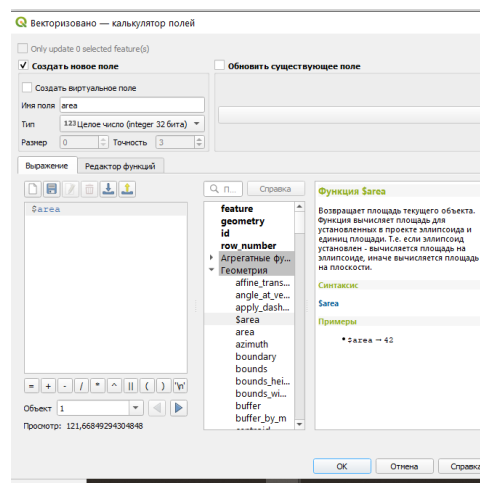 Векторизовано — калькулятор полей
Only update 0 selected feature(s)
Создать новое поле
Обновить существующее поле
Создать виртуальное поле
Имя поля area
Тип 123 Целое число (integer 32 бита)
Размер 0 Точность 3
Выражение Редактор функций
$area
= + - / * ^ || ( ) '\n'
Объект 1
Просмотр: 121,66849294304848
П... Справка
feature
geometry
id
row_number
Агрегатные фу...
Геометрия
affine_trans...
angle_at_ve...
apply_dash...
$area
area
azimuth
boundary
bounds
bounds_hei...
bounds_wi...
buffer
buffer_by_m
centroid
Функция $area
Возвращает площадь текущего объекта.
Функция вычисляет площадь для
установленных в проекте эллипсоида и
единиц площади. Т.е. если эллипсоид
установлен - вычисляется площадь на
эллипсоиде, иначе вычисляется площадь
на плоскости.
Синтаксис
$area
Примеры
• $area → 42
OK Отмена Справка